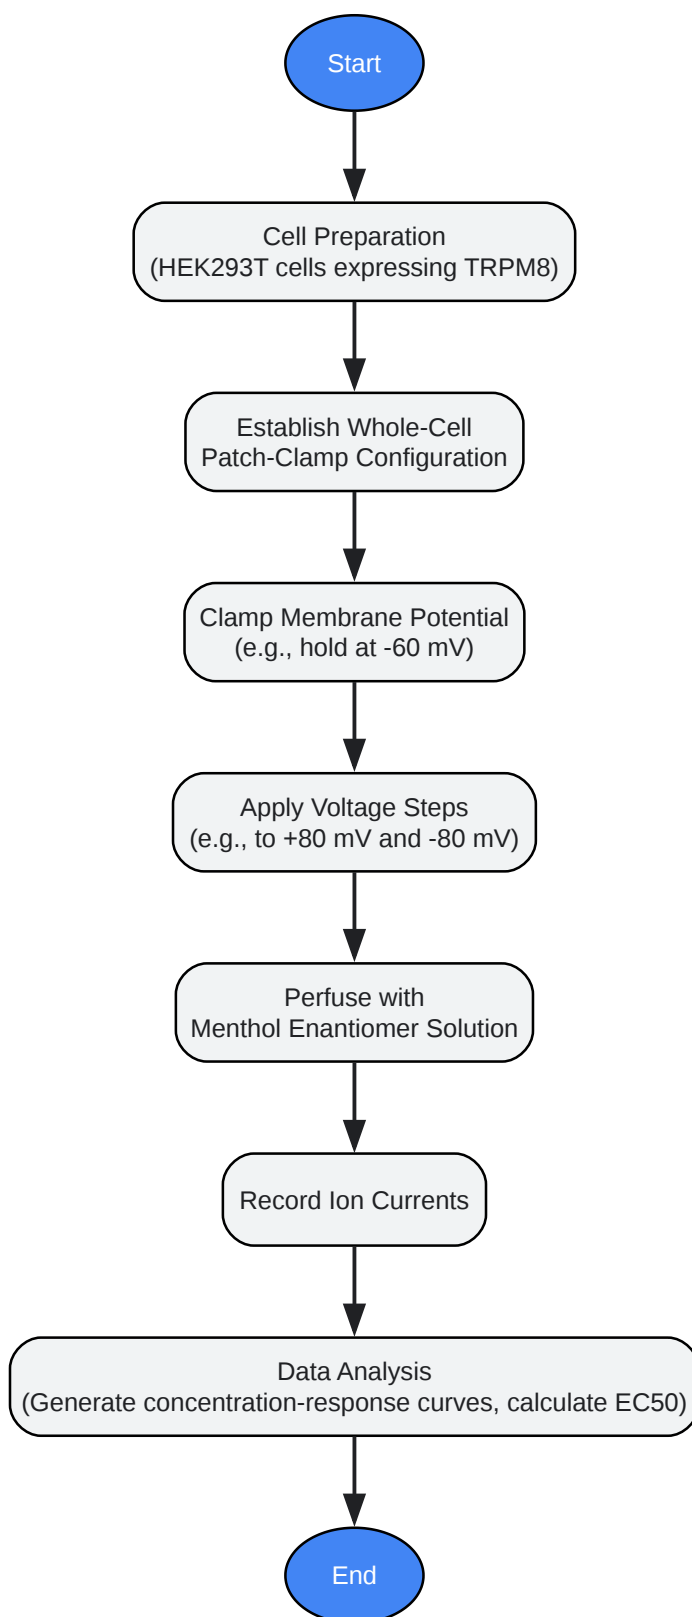 Start
Cell Preparation
(HEK293T cells expressing TRPM8)
Establish Whole-Cell
Patch-Clamp Configuration
Clamp Membrane Potential
(e.g., hold at -60 mV)
Apply Voltage Steps
(e.g., to +80 mV and -80 mV)
Perfuse with
Menthol Enantiomer Solution
Record Ion Currents
Data Analysis
(Generate concentration-response curves, calculate EC50)
End